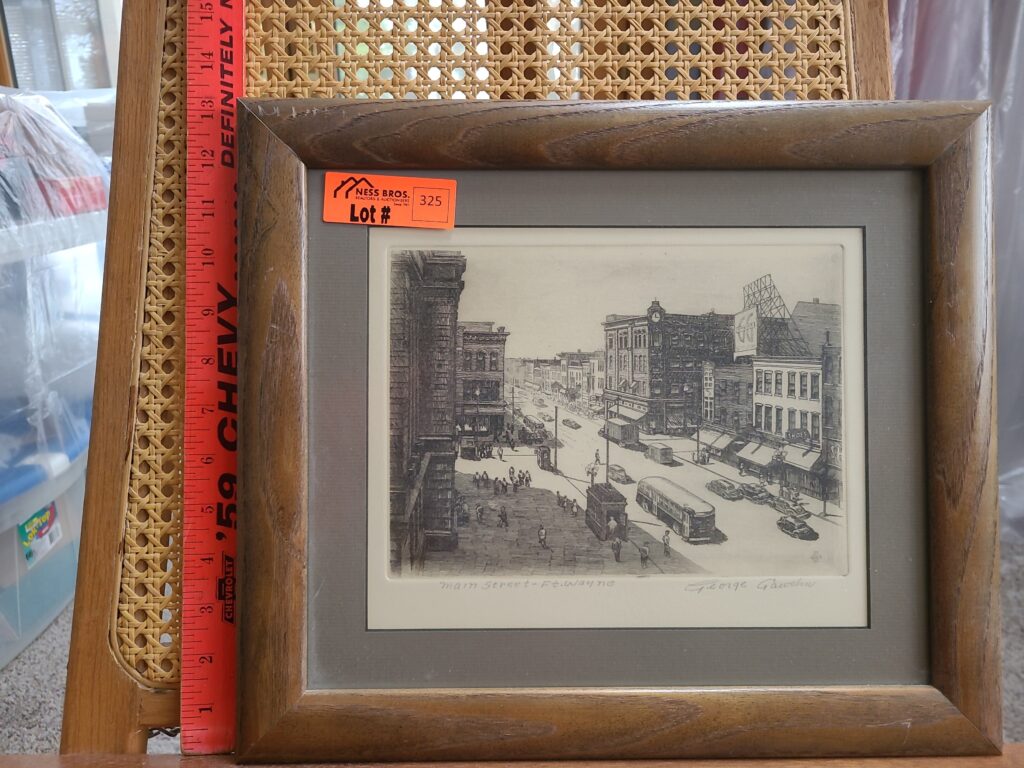 NESS BROS.
REALTORS & AUCTIONEERS
Lot #
325
15
14
13
12
11
10
9
8
7
6
5
4
3
2
1
'59 CHEVY
DEFINITELY
CHEVROLET
Main Street - Ft. Wayne
George